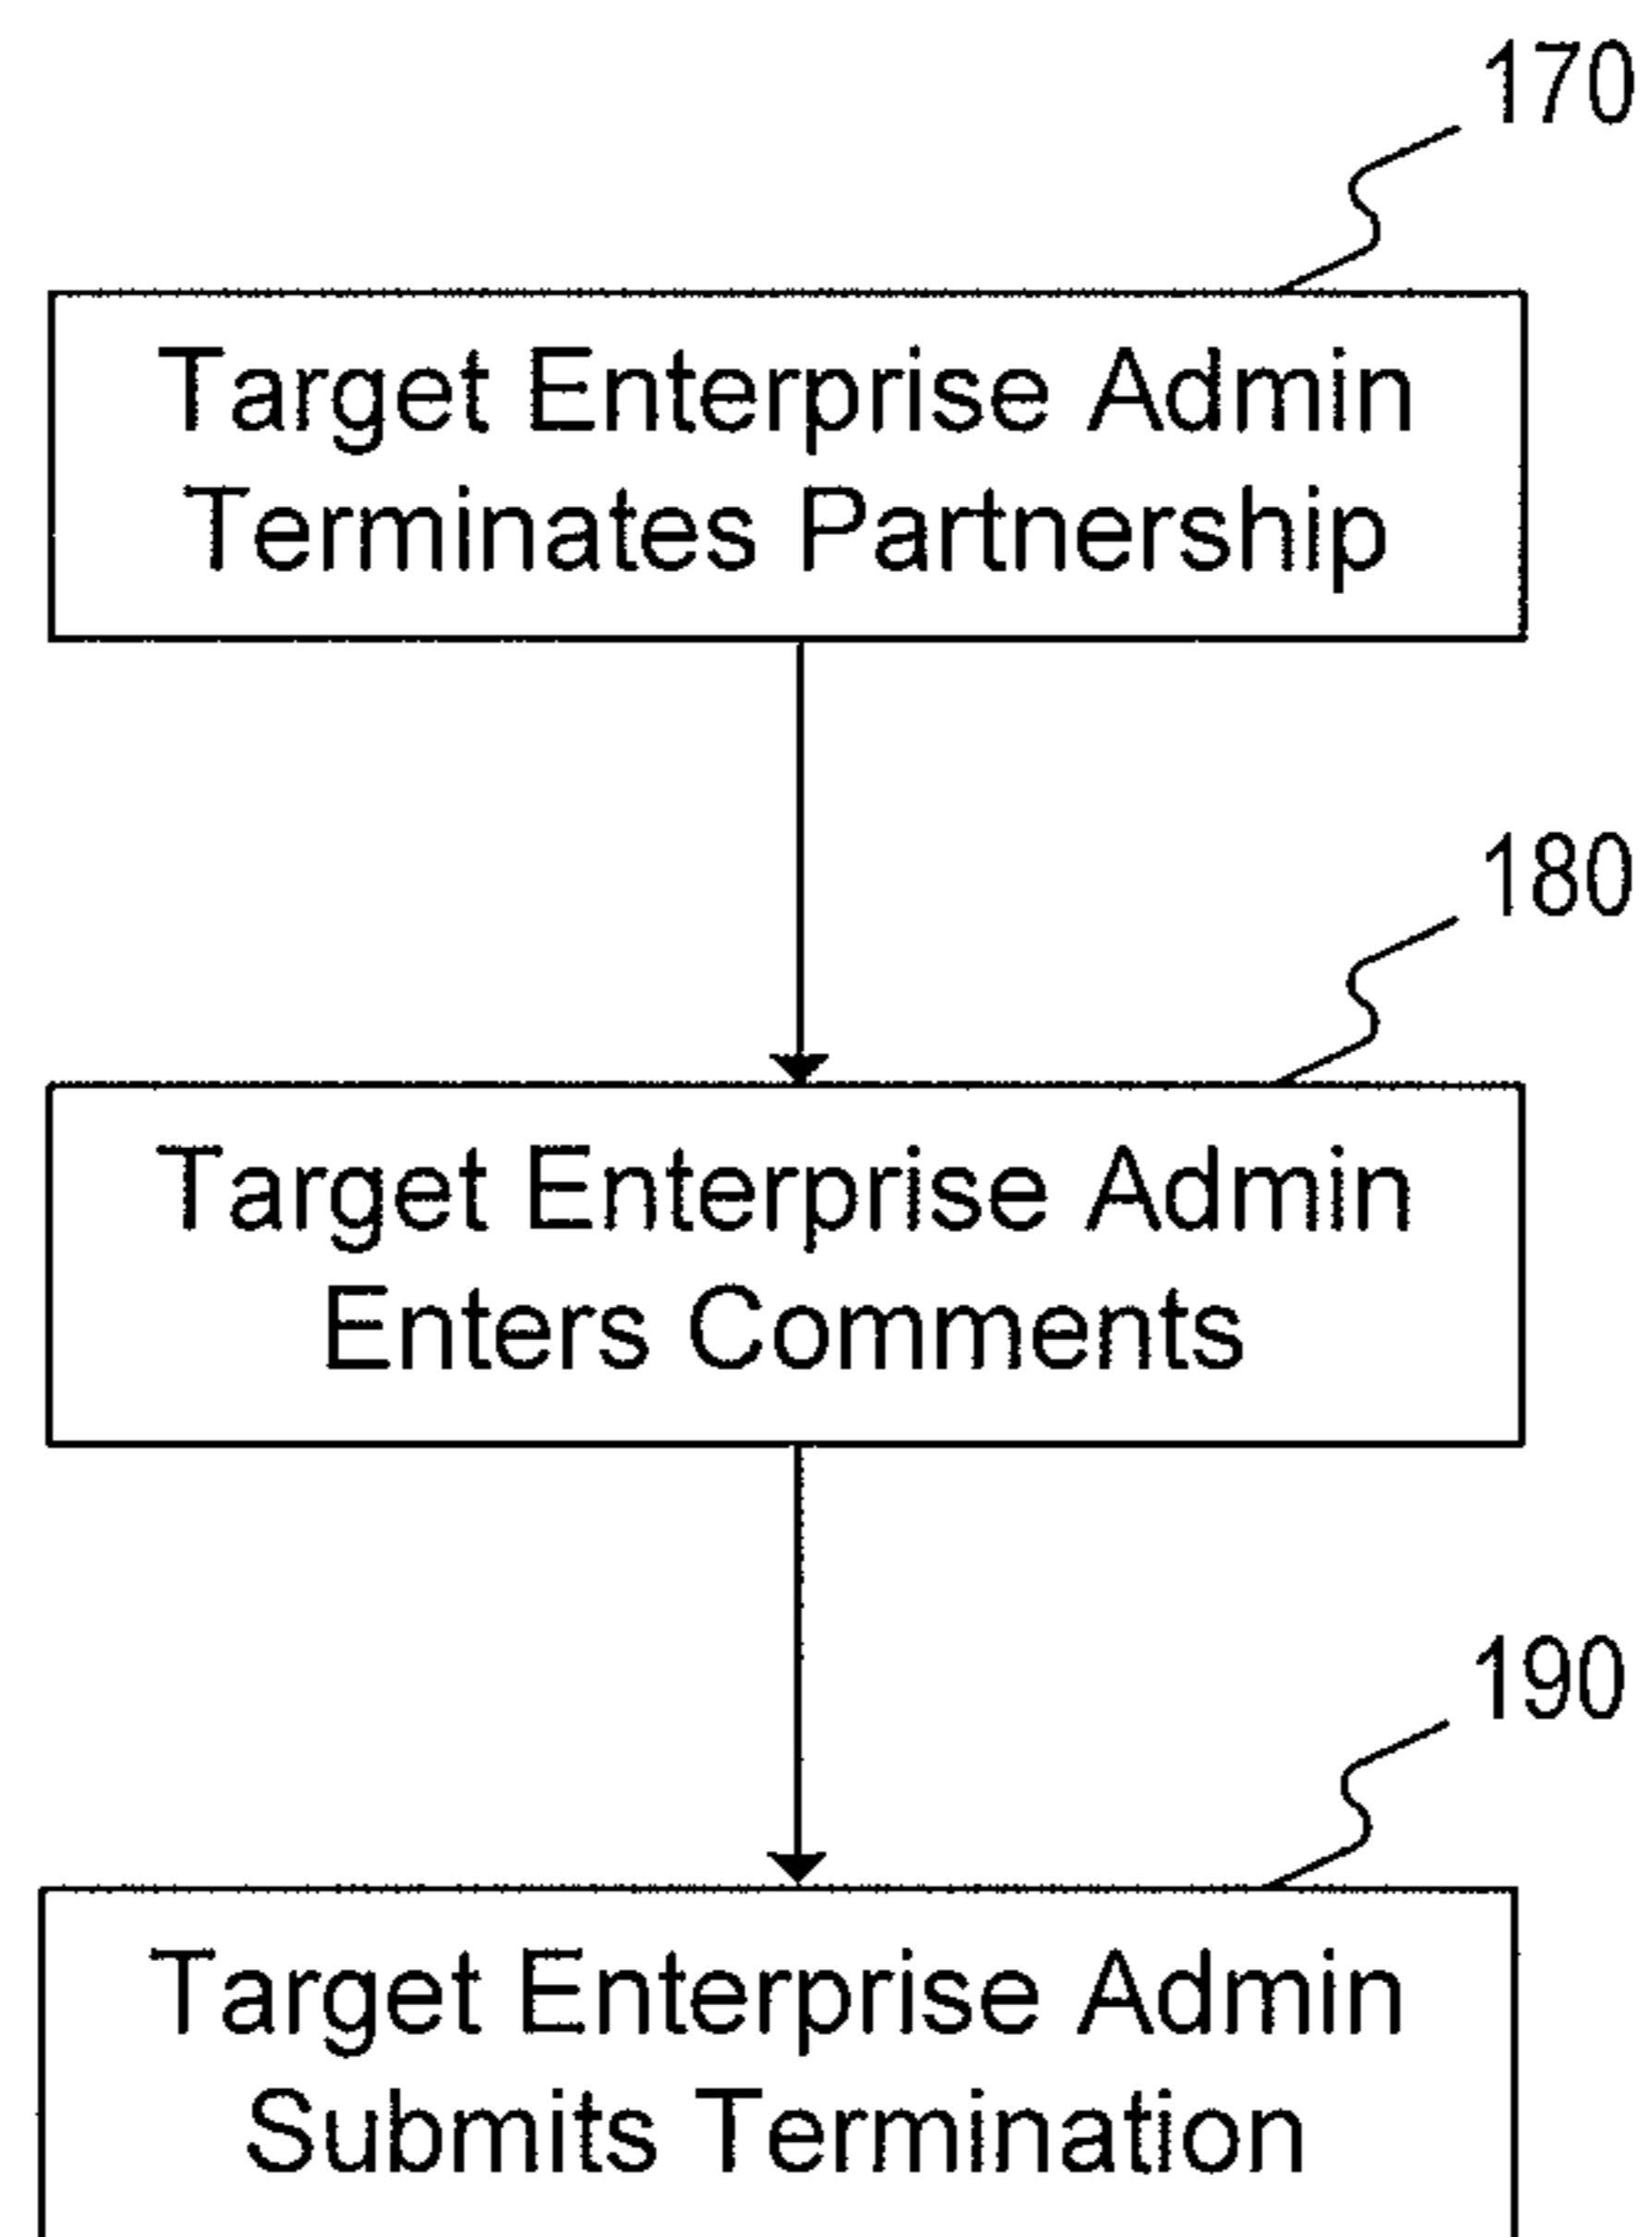 170
Target Enterprise Admin
Terminates Partnership
180
Target Enterprise Admin
Enters Comments
190
Target Enterprise Admin
Submits Termination